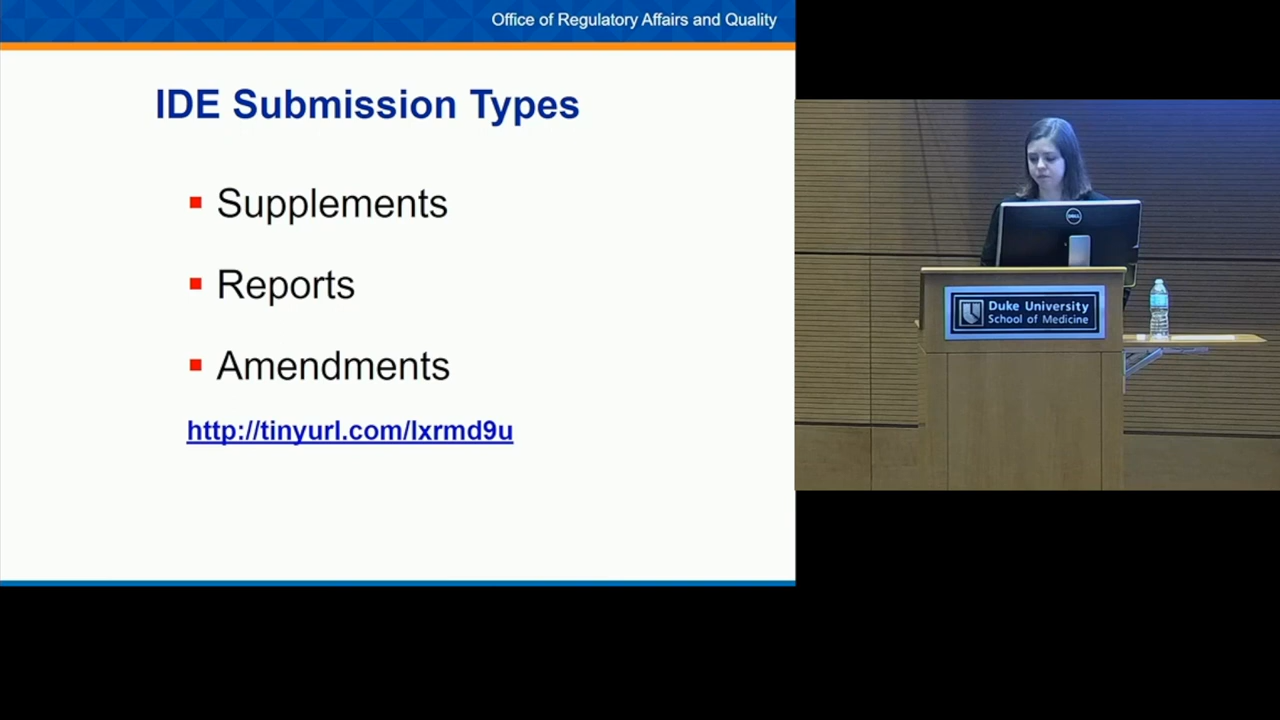 Office of Regulatory Affairs and Quality
IDE Submission Types
Supplements
Reports
Amendments
http://tinyurl.com/lxrmd9u
DELL
Duke University
School of Medicine